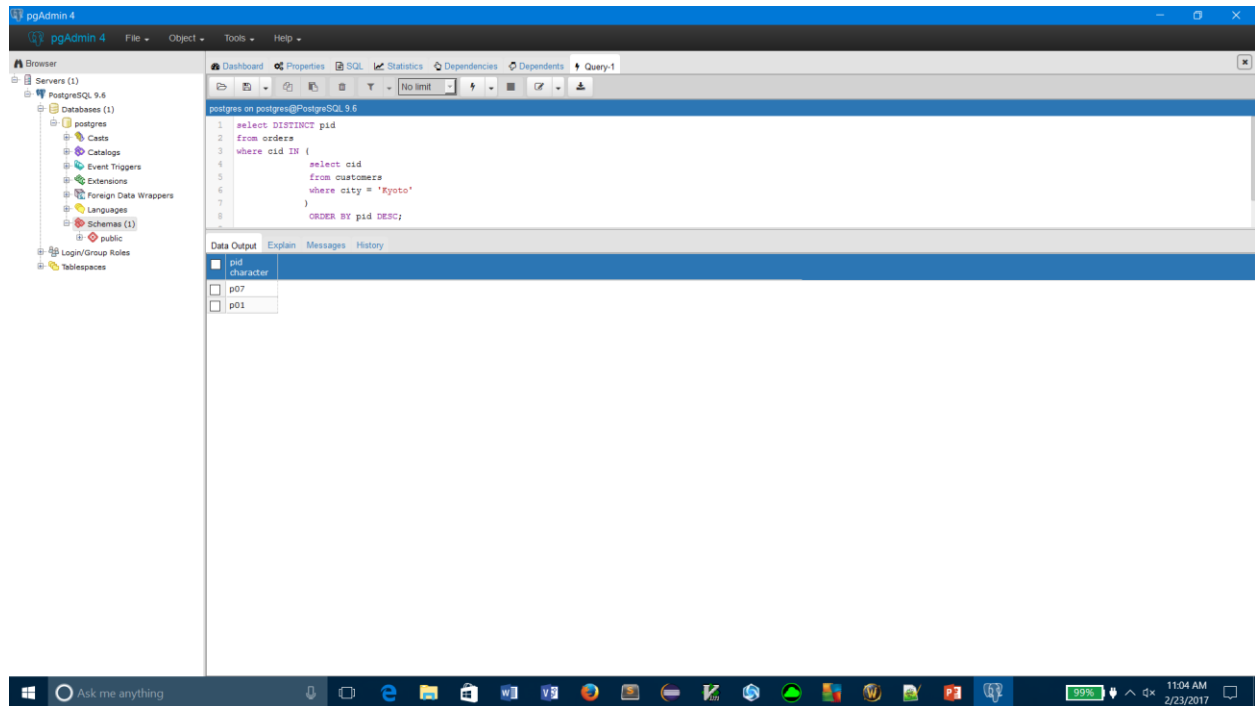 pgAdmin 4
pgAdmin 4 File Object Tools Help
Browser
Servers (1)
PostgreSQL 9.6
Databases (1)
postgres
Casts
Catalogs
Event Triggers
Extensions
Foreign Data Wrappers
Languages
Schemas (1)
public
Login/Group Roles
Tablespaces
Dashboard Properties SQL Statistics Dependencies Dependents Query-1
No limit
postgres on postgres@PostgreSQL 9.6
1 select DISTINCT pid
2 from orders
3 where cid IN (
4 select cid
5 from customers
6 where city = 'Kyoto'
7 )
8 ORDER BY pid DESC;
Data Output Explain Messages History
pid
character
p07
p01
Ask me anything
99%
11:04 AM
2/23/2017